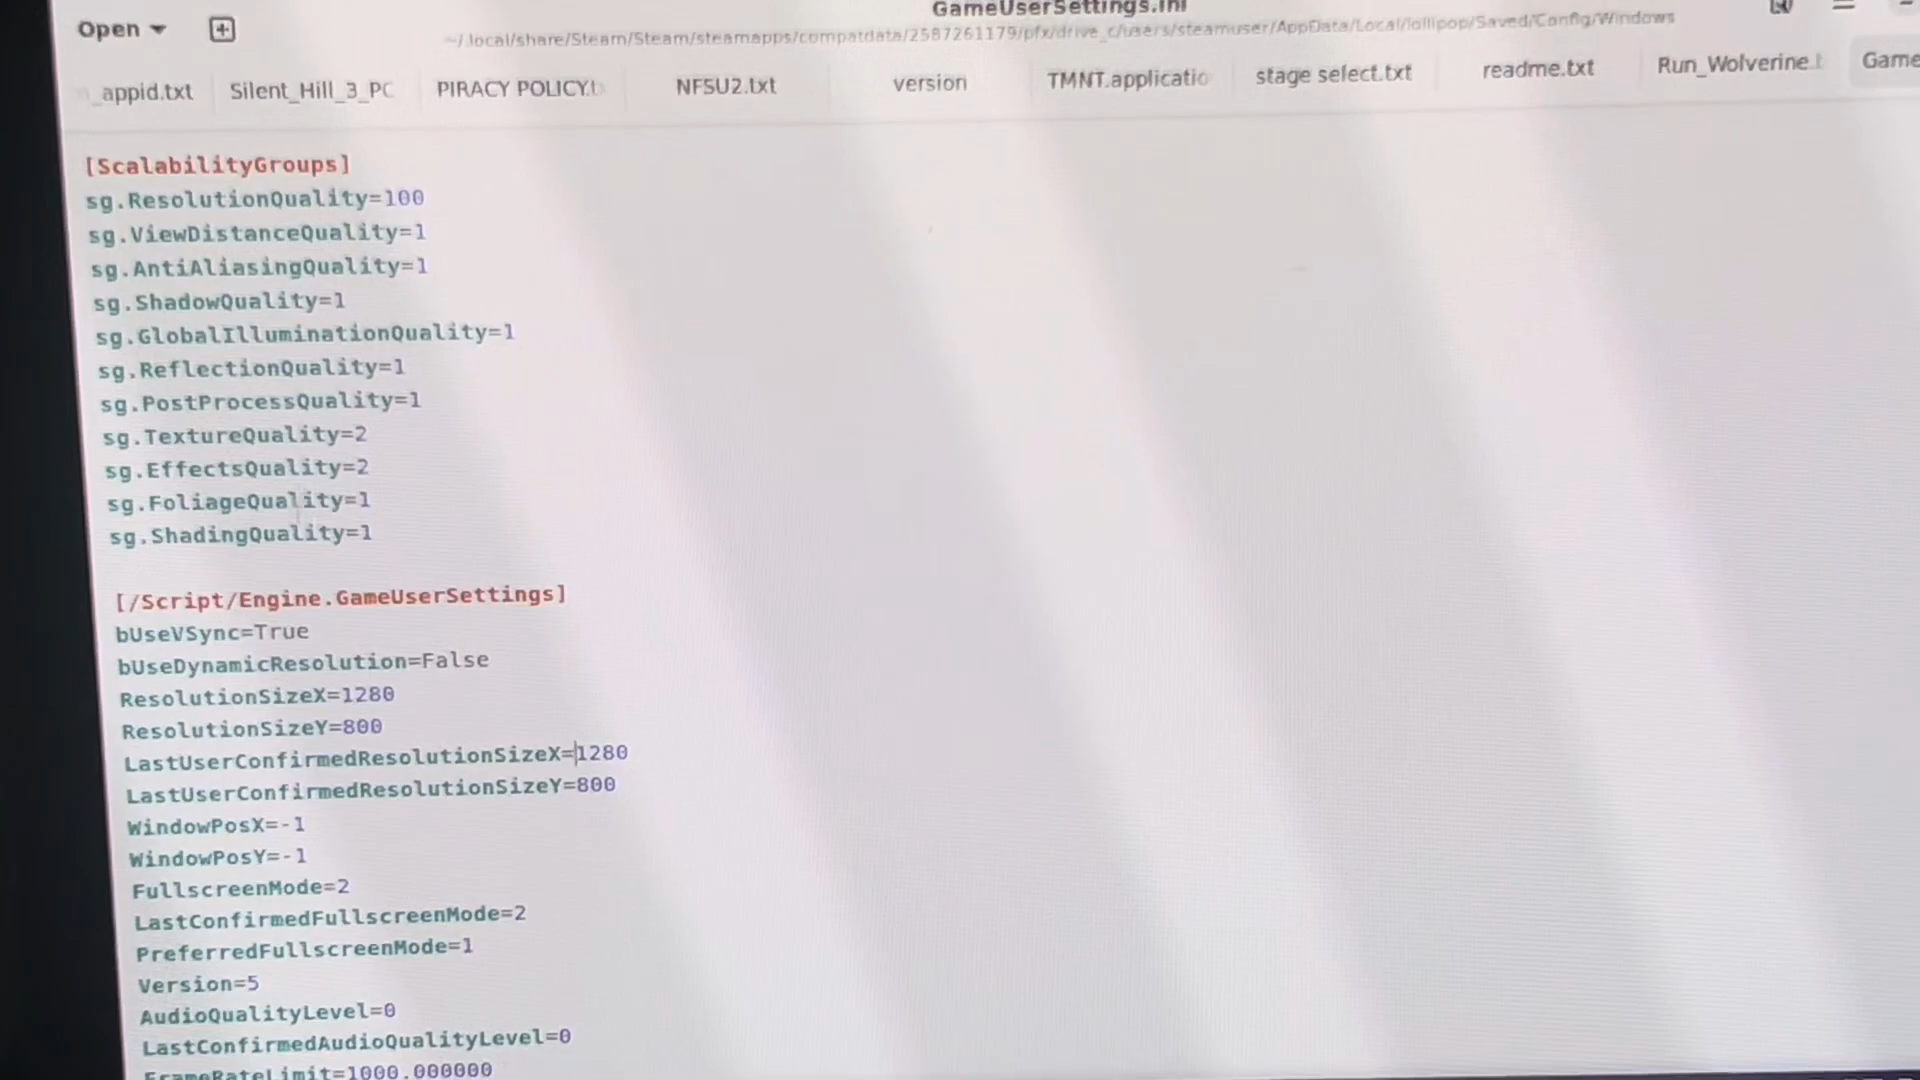 GameUserSettings.ini
Open
~/.local/share/Steam/Steam/steamapps/compatdata/2587261179/pfx/drive_c/users/steamuser/AppData/Local/lollipop/Saved/Config/Windows
_appid.txt Silent_Hill_3_PC PIRACY POLICY.t NFSU2.txt version TMNT.applicatio stage select.txt readme.txt Run_Wolverine.t Game
[ScalabilityGroups]
sg.ResolutionQuality=100
sg.ViewDistanceQuality=1
sg.AntiAliasingQuality=1
sg.ShadowQuality=1
sg.GlobalIlluminationQuality=1
sg.ReflectionQuality=1
sg.PostProcessQuality=1
sg.TextureQuality=2
sg.EffectsQuality=2
sg.FoliageQuality=1
sg.ShadingQuality=1
[/Script/Engine.GameUserSettings]
bUseVSync=True
bUseDynamicResolution=False
ResolutionSizeX=1280
ResolutionSizeY=800
LastUserConfirmedResolutionSizeX=1280
LastUserConfirmedResolutionSizeY=800
WindowPosX=-1
WindowPosY=-1
FullscreenMode=2
LastConfirmedFullscreenMode=2
PreferredFullscreenMode=1
Version=5
AudioQualityLevel=0
LastConfirmedAudioQualityLevel=0
FrameRateLimit=1000.000000